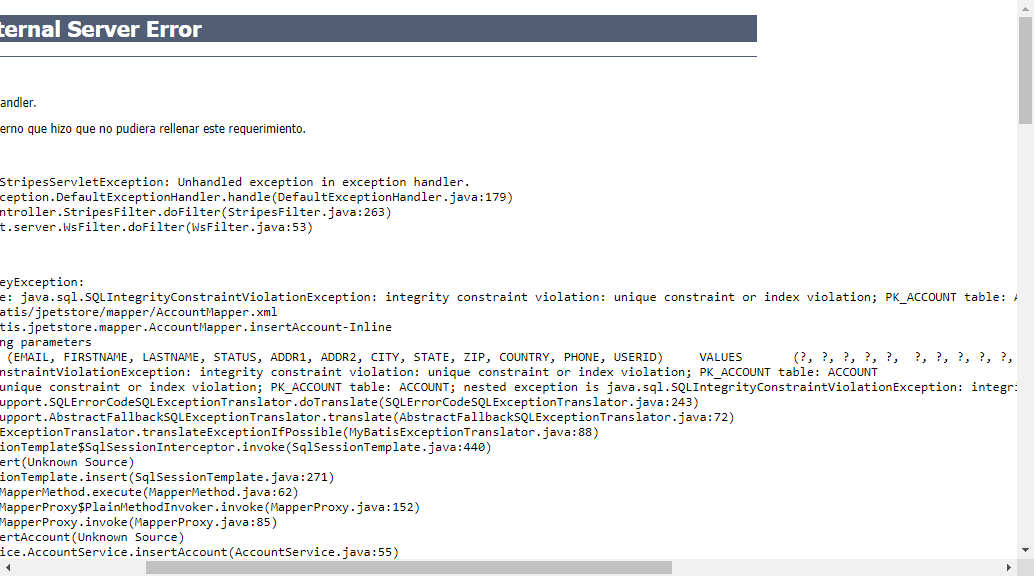 ternal Server Error
andler.
erno que hizo que no pudiera rellenar este requerimiento.
StripesServletException: Unhandled exception in exception handler.
ception.DefaultExceptionHandler.handle(DefaultExceptionHandler.java:179)
ntroller.StripesFilter.doFilter(StripesFilter.java:263)
t.server.WsFilter.doFilter(WsFilter.java:53)
eyException:
e: java.sql.SQLIntegrityConstraintViolationException: integrity constraint violation: unique constraint or index violation; PK_ACCOUNT table: A
atis/jpetstore/mapper/AccountMapper.xml
tis.jpetstore.mapper.AccountMapper.insertAccount-Inline
ng parameters
(EMAIL, FIRSTNAME, LASTNAME, STATUS, ADDR1, ADDR2, CITY, STATE, ZIP, COUNTRY, PHONE, USERID) VALUES (?, ?, ?, ?, ?, ?, ?, ?, ?, ?,
nstraintViolationException: integrity constraint violation: unique constraint or index violation; PK_ACCOUNT table: ACCOUNT
unique constraint or index violation; PK_ACCOUNT table: ACCOUNT; nested exception is java.sql.SQLIntegrityConstraintViolationException: integri
upport.SQLErrorCodeSQLExceptionTranslator.doTranslate(SQLErrorCodeSQLExceptionTranslator.java:243)
upport.AbstractFallbackSQLExceptionTranslator.translate(AbstractFallbackSQLExceptionTranslator.java:72)
ExceptionTranslator.translateExceptionIfPossible(MyBatisExceptionTranslator.java:88)
ionTemplate$SqlSessionInterceptor.invoke(SqlSessionTemplate.java:440)
ert(Unknown Source)
ionTemplate.insert(SqlSessionTemplate.java:271)
MapperMethod.execute(MapperMethod.java:62)
MapperProxy$PlainMethodInvoker.invoke(MapperProxy.java:152)
MapperProxy.invoke(MapperProxy.java:85)
ertAccount(Unknown Source)
ice.AccountService.insertAccount(AccountService.java:55)